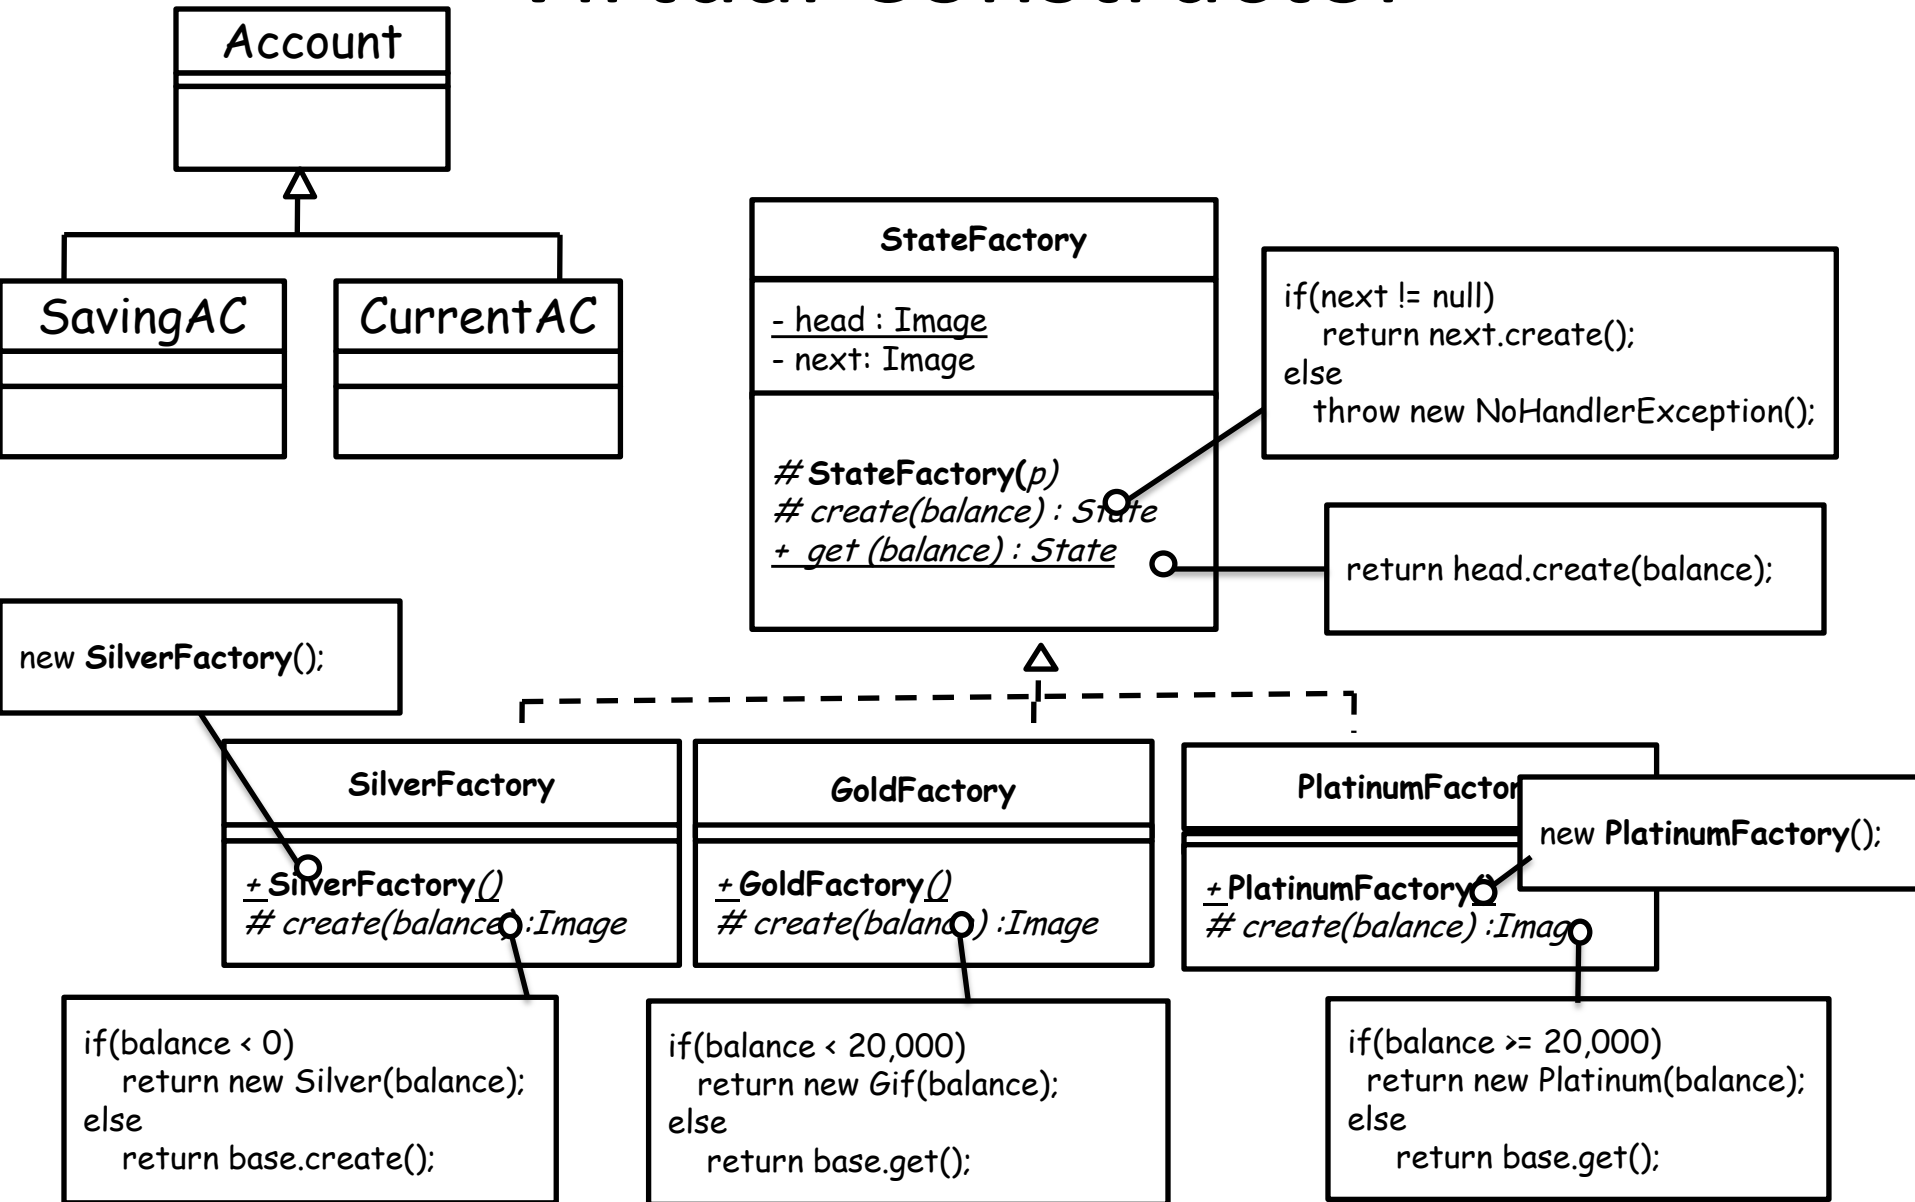 Virtual Constructor
Account
SavingAC
CurrentAC
StateFactory
- head : Image
- next: Image
# StateFactory(p)
# create(balance) : State
+ get (balance) : State
if(next != null)
return next.create();
else
throw new NoHandlerException();
return head.create(balance);
new SilverFactory();
SilverFactory
+ SilverFactory()
# create(balance) :Image
GoldFactory
+ GoldFactory()
# create(balance) :Image
PlatinumFactor
+ PlatinumFactory()
# create(balance) :Imag
new PlatinumFactory();
if(balance < 0)
return new Silver(balance);
else
return base.create();
if(balance < 20,000)
return new Gif(balance);
else
return base.get();
if(balance >= 20,000)
return new Platinum(balance);
else
return base.get();